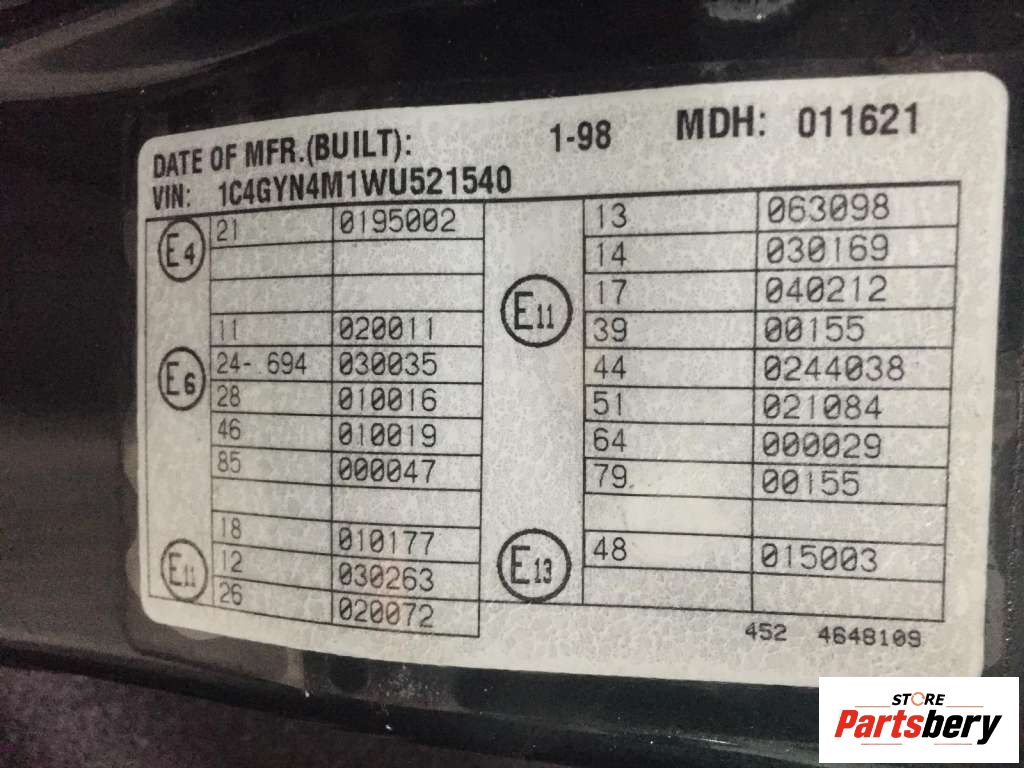 DATE OF MFR.(BUILT): 1-98 MDH: 011621
VIN: 1C4GYN4M1WU521540
E4
21 0195002
E6
11 020011
24- 694 030035
28 010016
46 010019
85 000047
E11
18 010177
12 030263
26 020072
E11
13 063098
14 030169
17 040212
39 00155
44 0244038
51 021084
64 000029
79 00155
E13
48 015003
452 4648109
STORE
Partsbery